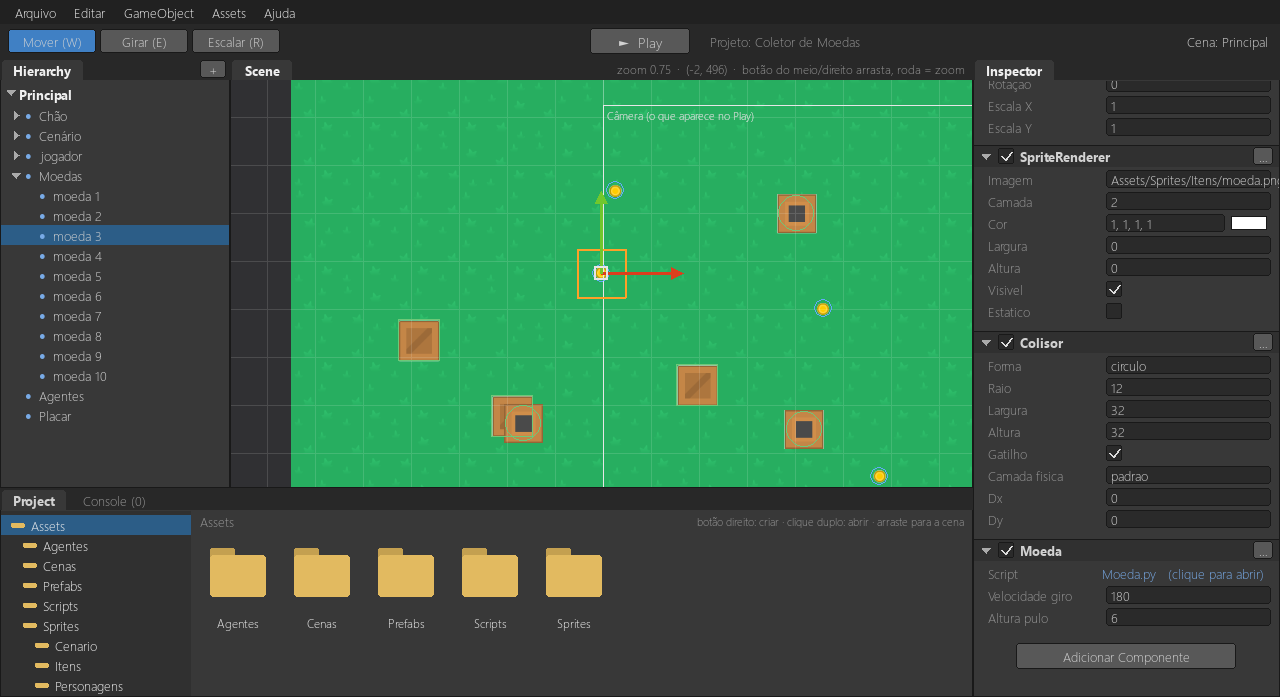 Arquivo Editar GameObject Assets Ajuda
Mover (W) Girar (E) Escalar (R) ► Play Projeto: Coletor de Moedas Cena: Principal
Hierarchy +
Principal
Chão
Cenário
jogador
Moedas
moeda 1
moeda 2
moeda 3
moeda 4
moeda 5
moeda 6
moeda 7
moeda 8
moeda 9
moeda 10
Agentes
Placar
Scene zoom 0.75 · (-2, 496) · botão do meio/direito arrasta, roda = zoom
Câmera (o que aparece no Play)
Inspector
Rotação 0
Escala X 1
Escala Y 1
SpriteRenderer ...
Imagem Assets/Sprites/Itens/moeda.png
Camada 2
Cor 1, 1, 1, 1
Largura 0
Altura 0
Visivel
Estatico
Colisor ...
Forma circulo
Raio 12
Largura 32
Altura 32
Gatilho
Camada fisica padrao
Dx 0
Dy 0
Moeda ...
Script Moeda.py (clique para abrir)
Velocidade giro 180
Altura pulo 6
Adicionar Componente
Project Console (0)
Assets
Agentes
Cenas
Prefabs
Scripts
Sprites
Cenario
Itens
Personagens
Assets botão direito: criar · clique duplo: abrir · arraste para a cena
Agentes Cenas Prefabs Scripts Sprites